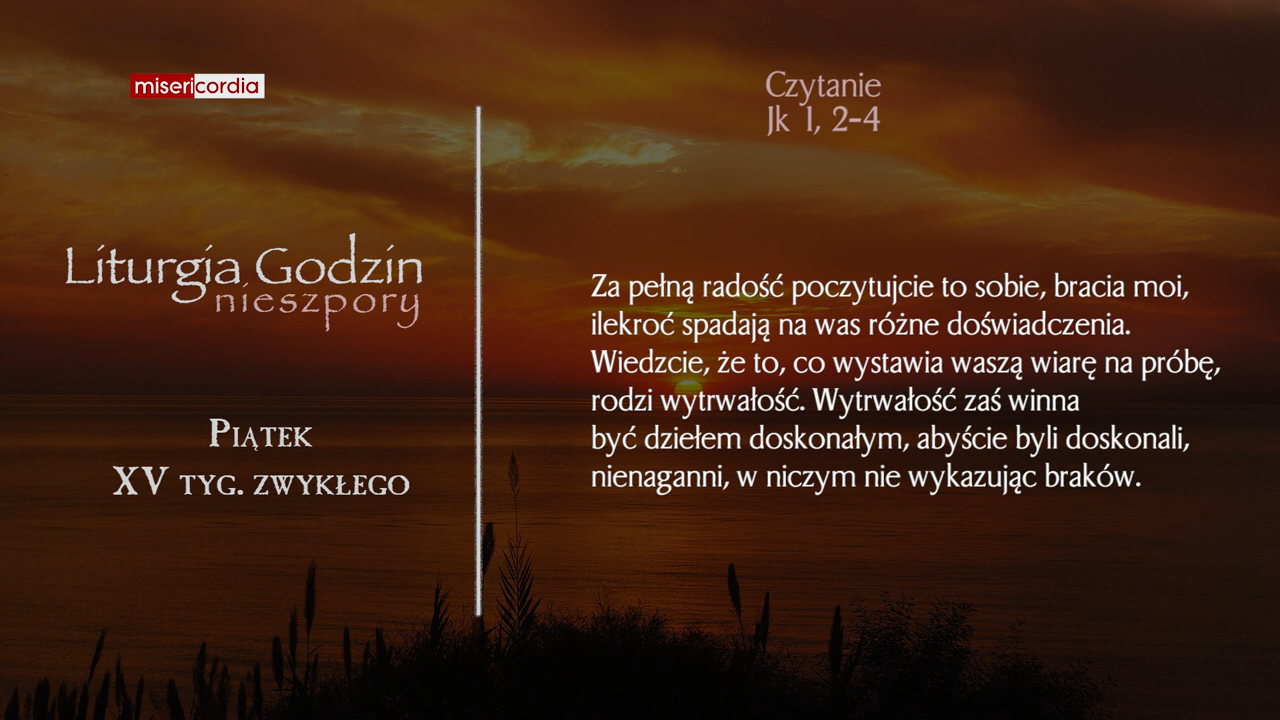 misericordia
Liturgia Godzin
nieszpory
Piątek
XV tyg. zwykłego
Czytanie
Jk 1, 2-4
Za pełną radość poczytujcie to sobie, bracia moi,
ilekroć spadają na was różne doświadczenia.
Wiedzcie, że to, co wystawia waszą wiarę na próbę,
rodzi wytrwałość. Wytrwałość zaś winna
być dziełem doskonałym, abyście byli doskonali,
nienaganni, w niczym nie wykazując braków.